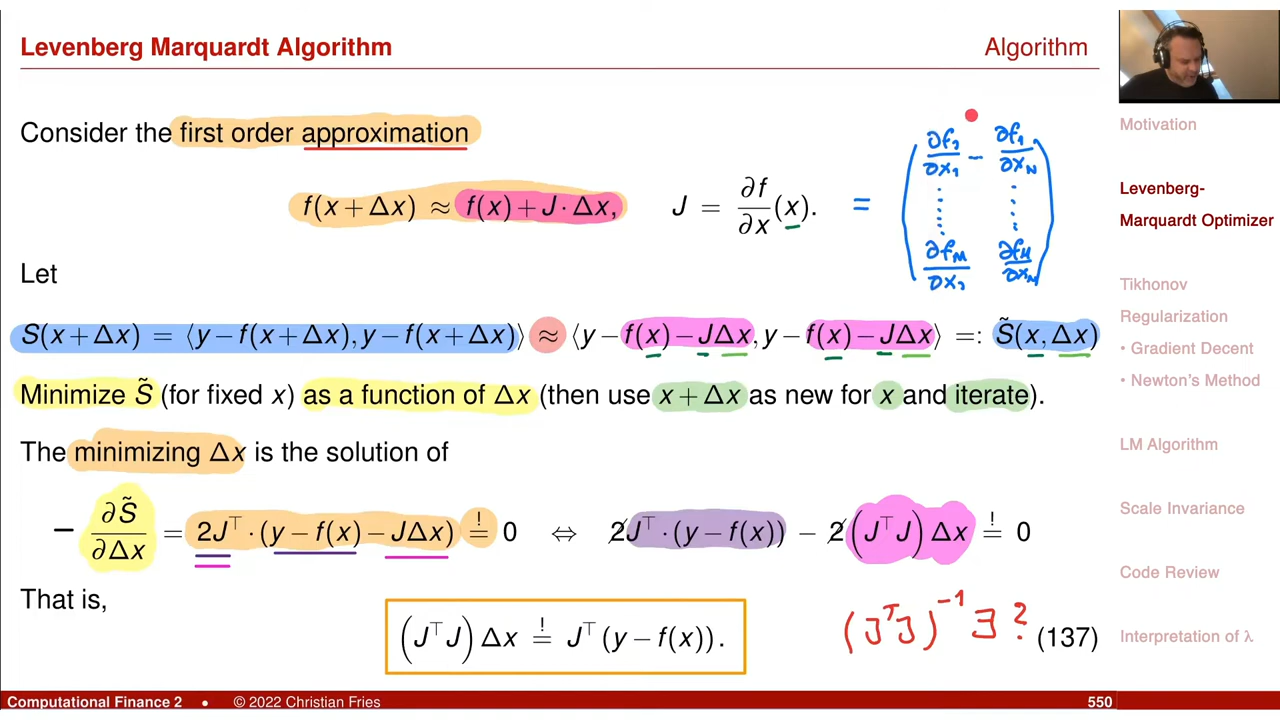 Levenberg Marquardt Algorithm
Algorithm
Consider the first order approximation
f(x + Δx) ≈ f(x) + J · Δx, J = ∂f/∂x (x).
= ( ∂f₁/∂x₁ – ∂f₁/∂x_N ⋮ ⋮ ∂f_M/∂x₁ ∂f_M/∂x_N )
Let
S(x + Δx) = ⟨y − f(x + Δx), y − f(x + Δx)⟩ ≈ ⟨y − f(x) − JΔx, y − f(x) − JΔx⟩ =: S̃(x, Δx)
Minimize S̃ (for fixed x) as a function of Δx (then use x + Δx as new for x and iterate).
The minimizing Δx is the solution of
− ∂S̃/∂Δx = 2J⊤ · (y − f(x) − JΔx) =! 0 ⇔ 2J⊤ · (y − f(x)) − 2(J⊤J) Δx =! 0
That is,
(J⊤J) Δx =! J⊤(y − f(x)).
(JᵀJ)⁻¹ ∃ ?
(137)
Motivation
Levenberg-
Marquardt Optimizer
Tikhonov
Regularization
• Gradient Decent
• Newton's Method
LM Algorithm
Scale Invariance
Code Review
Interpretation of λ
Computational Finance 2 • © 2022 Christian Fries
550